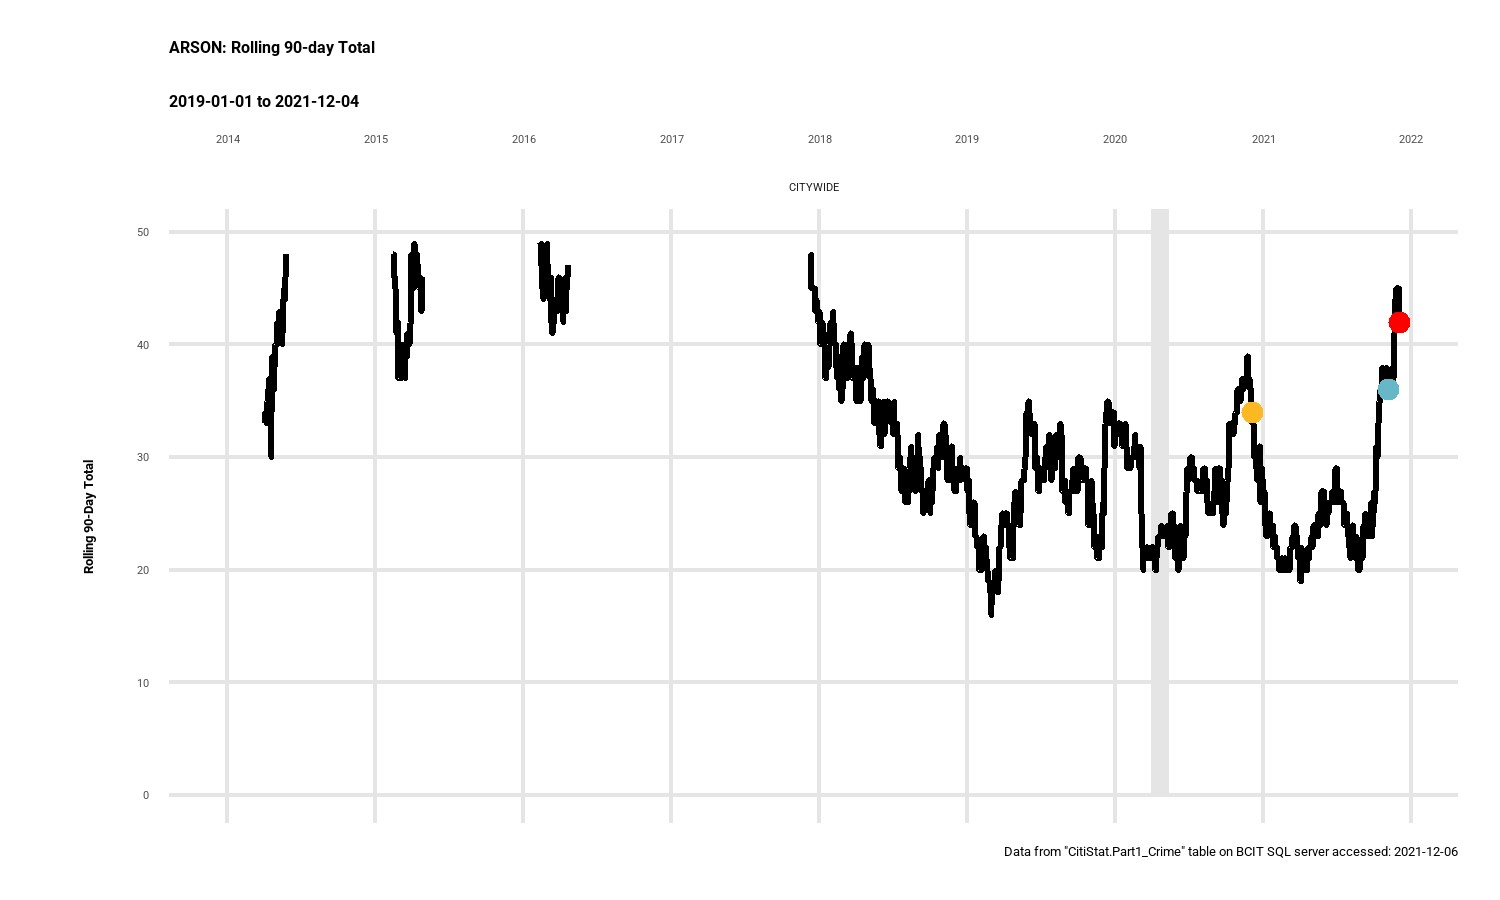 ARSON: Rolling 90-day Total
2019-01-01 to 2021-12-04
2014 2015 2016 2017 2018 2019 2020 2021 2022
CITYWIDE
50
40
30
20
10
0
Rolling 90-Day Total
Data from "CitiStat.Part1_Crime" table on BCIT SQL server accessed: 2021-12-06